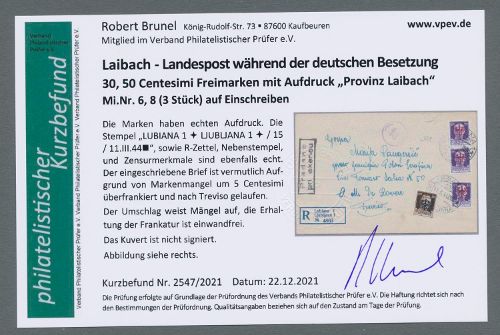 Verband
Philatelistischer
Prüfer e.V.
Robert Brunel König-Rudolf-Str. 73 • 87600 Kaufbeuren
Mitglied im Verband Philatelistischer Prüfer e.V.
www.vpev.de
philatelistischer
Kurzbefund
Laibach - Landespost während der deutschen Besetzung
30, 50 Centesimi Freimarken mit Aufdruck „Provinz Laibach“
Mi.Nr. 6, 8 (3 Stück) auf Einschreiben
Die Marken haben echten Aufdruck. Die
Stempel „LUBIANA 1 ✦ LJUBLJANA 1 ✦ / 15
/ 11.III.44■“, sowie R-Zettel, Nebenstempel,
und Zensurmerkmale sind ebenfalls echt.
Der eingeschriebene Brief ist vermutlich Auf-
grund von Markenmangel um 5 Centesimi
überfrankiert und nach Treviso gelaufen.
Der Umschlag weist Mängel auf, die Erhal-
tung der Frankatur ist einwandfrei.
Das Kuvert ist nicht signiert.
Abbildung siehe rechts.
R
Kurzbefund Nr. 2547/2021 Datum: 22.12.2021
Die Prüfung erfolgte auf Grundlage der Prüfordnung des Verbands Philatelistischer Prüfer e.V. Die Haftung richtet sich nach
den Bestimmungen der Prüfordnung. Qualitätsangaben beziehen sich auf den Zustand am Tage der Prüfung.